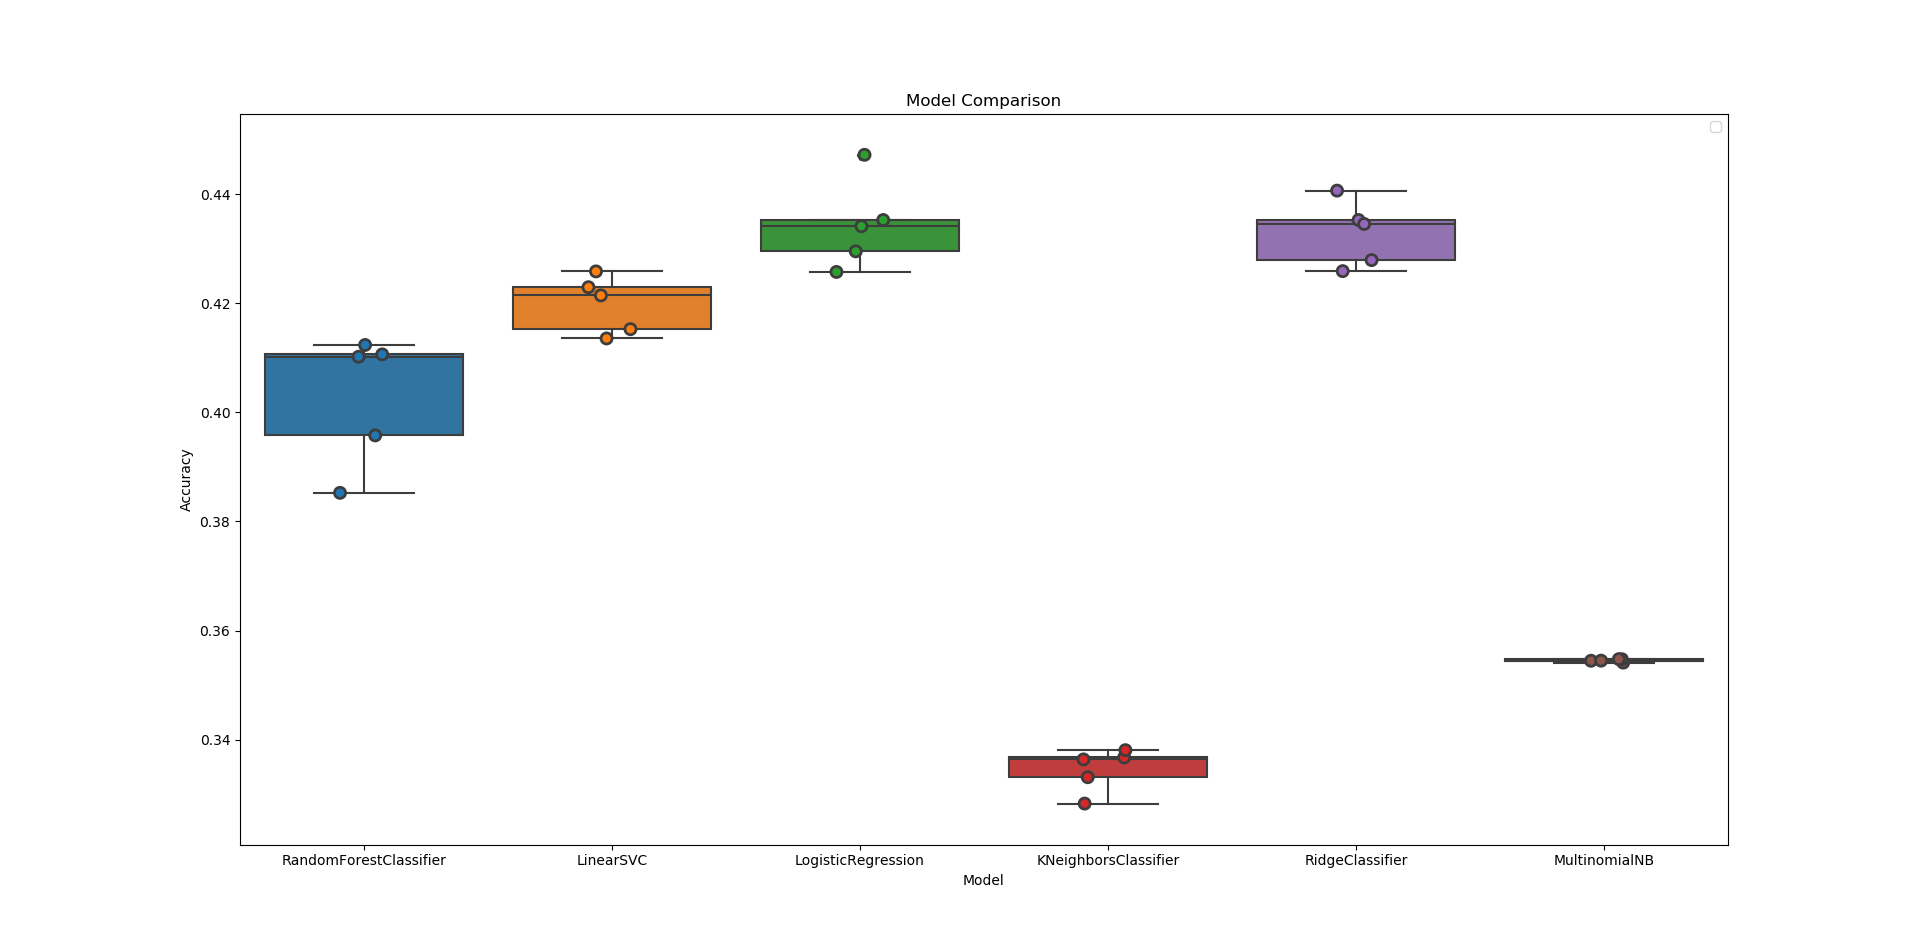 Model Comparison
Accuracy
0.44
0.42
0.40
0.38
0.36
0.34
RandomForestClassifier
LinearSVC
LogisticRegression
KNeighborsClassifier
RidgeClassifier
MultinomialNB
Model